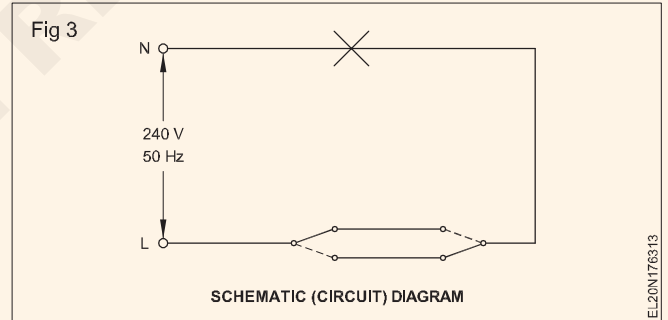 Fig 3
N
240 V
50 Hz
L
SCHEMATIC (CIRCUIT) DIAGRAM
EL20N176313